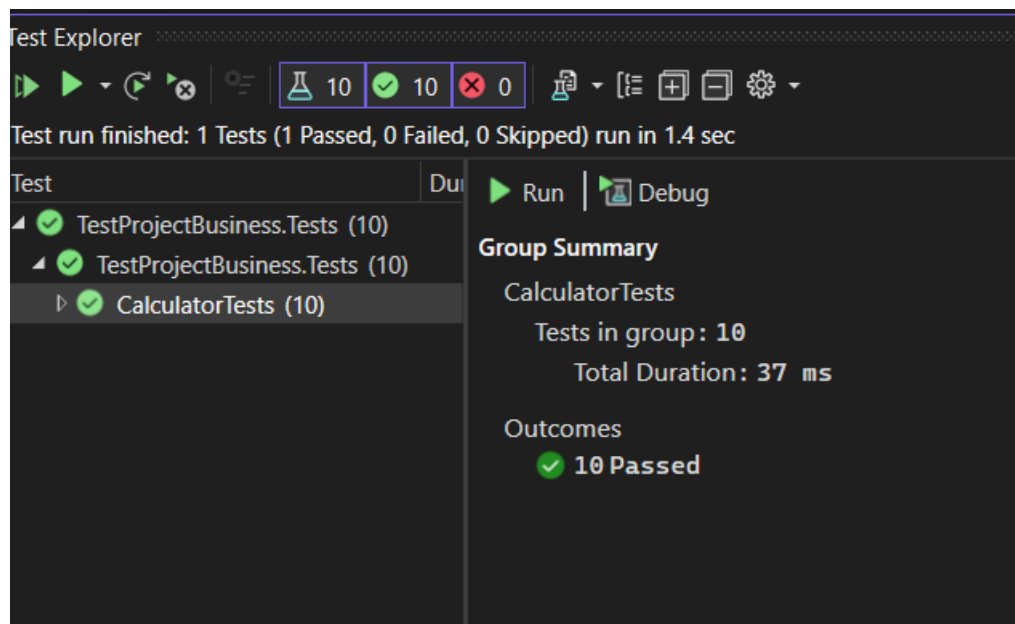 Test Explorer
10 10 0
Test run finished: 1 Tests (1 Passed, 0 Failed, 0 Skipped) run in 1.4 sec
Test Dur
TestProjectBusiness.Tests (10)
TestProjectBusiness.Tests (10)
CalculatorTests (10)
Run Debug
Group Summary
CalculatorTests
Tests in group: 10
Total Duration: 37 ms
Outcomes
10 Passed